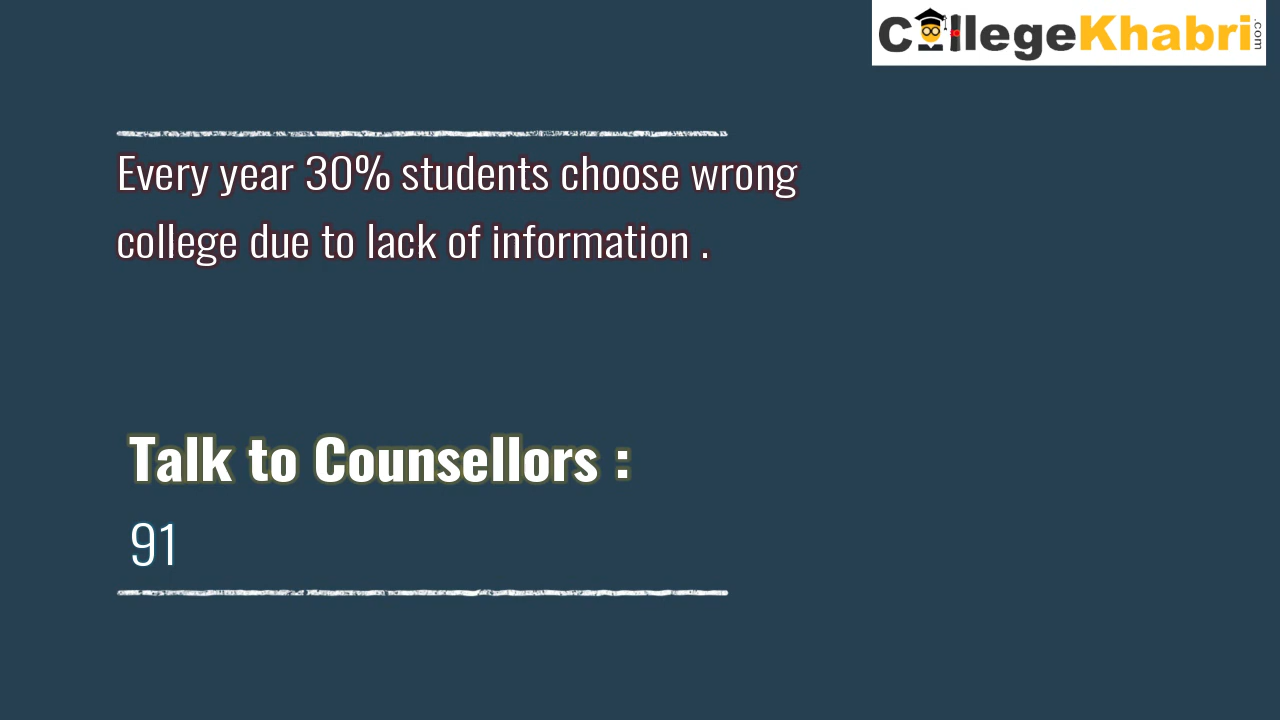 CollegeKhabri.com
Every year 30% students choose wrong
college due to lack of information .
Talk to Counsellors :
91